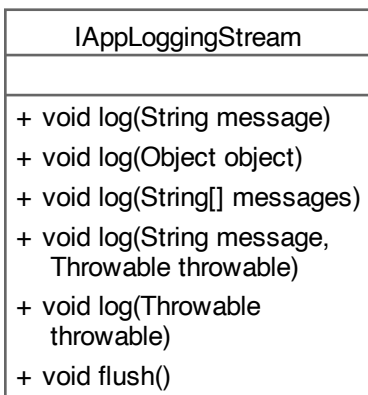 IAppLoggingStream
+ void log(String message)
+ void log(Object object)
+ void log(String[] messages)
+ void log(String message,
Throwable throwable)
+ void log(Throwable
throwable)
+ void flush()